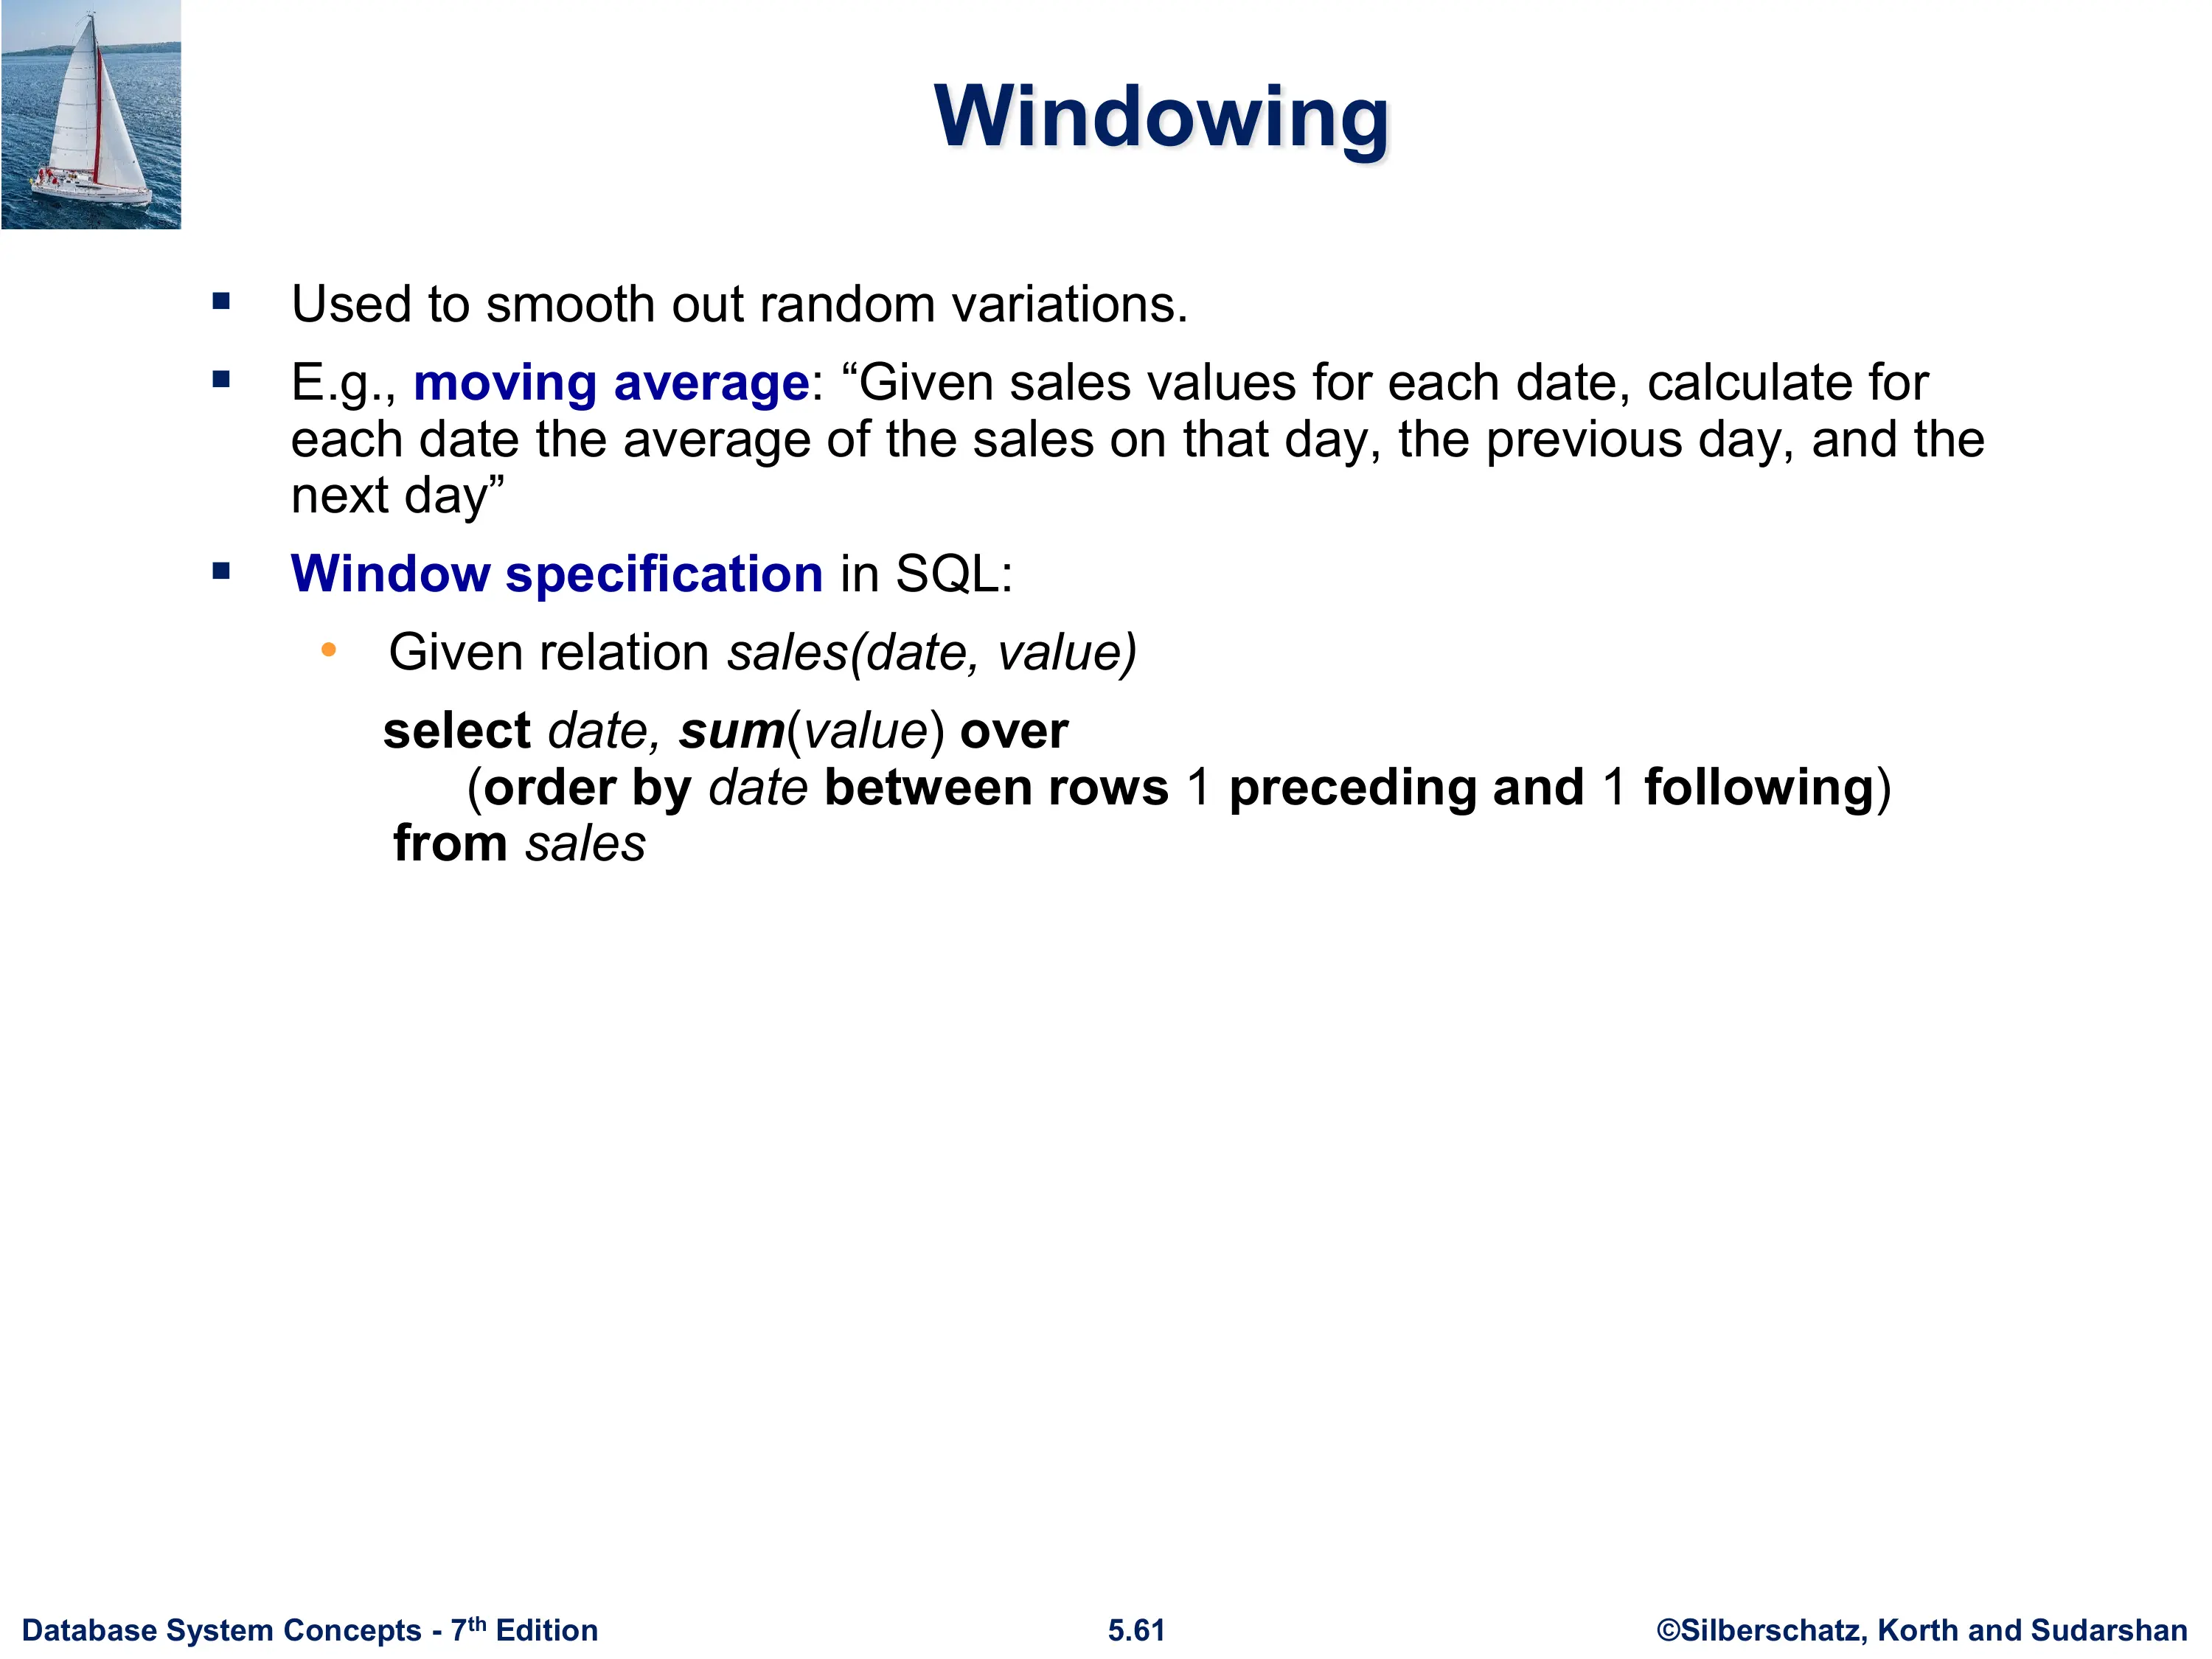 Windowing
▪ Used to smooth out random variations.
▪ E.g., moving average: “Given sales values for each date, calculate for
each date the average of the sales on that day, the previous day, and the
next day”
▪ Window specification in SQL:
• Given relation sales(date, value)
select date, sum(value) over
(order by date between rows 1 preceding and 1 following)
from sales
Database System Concepts - 7th Edition
5.61
©Silberschatz, Korth and Sudarshan